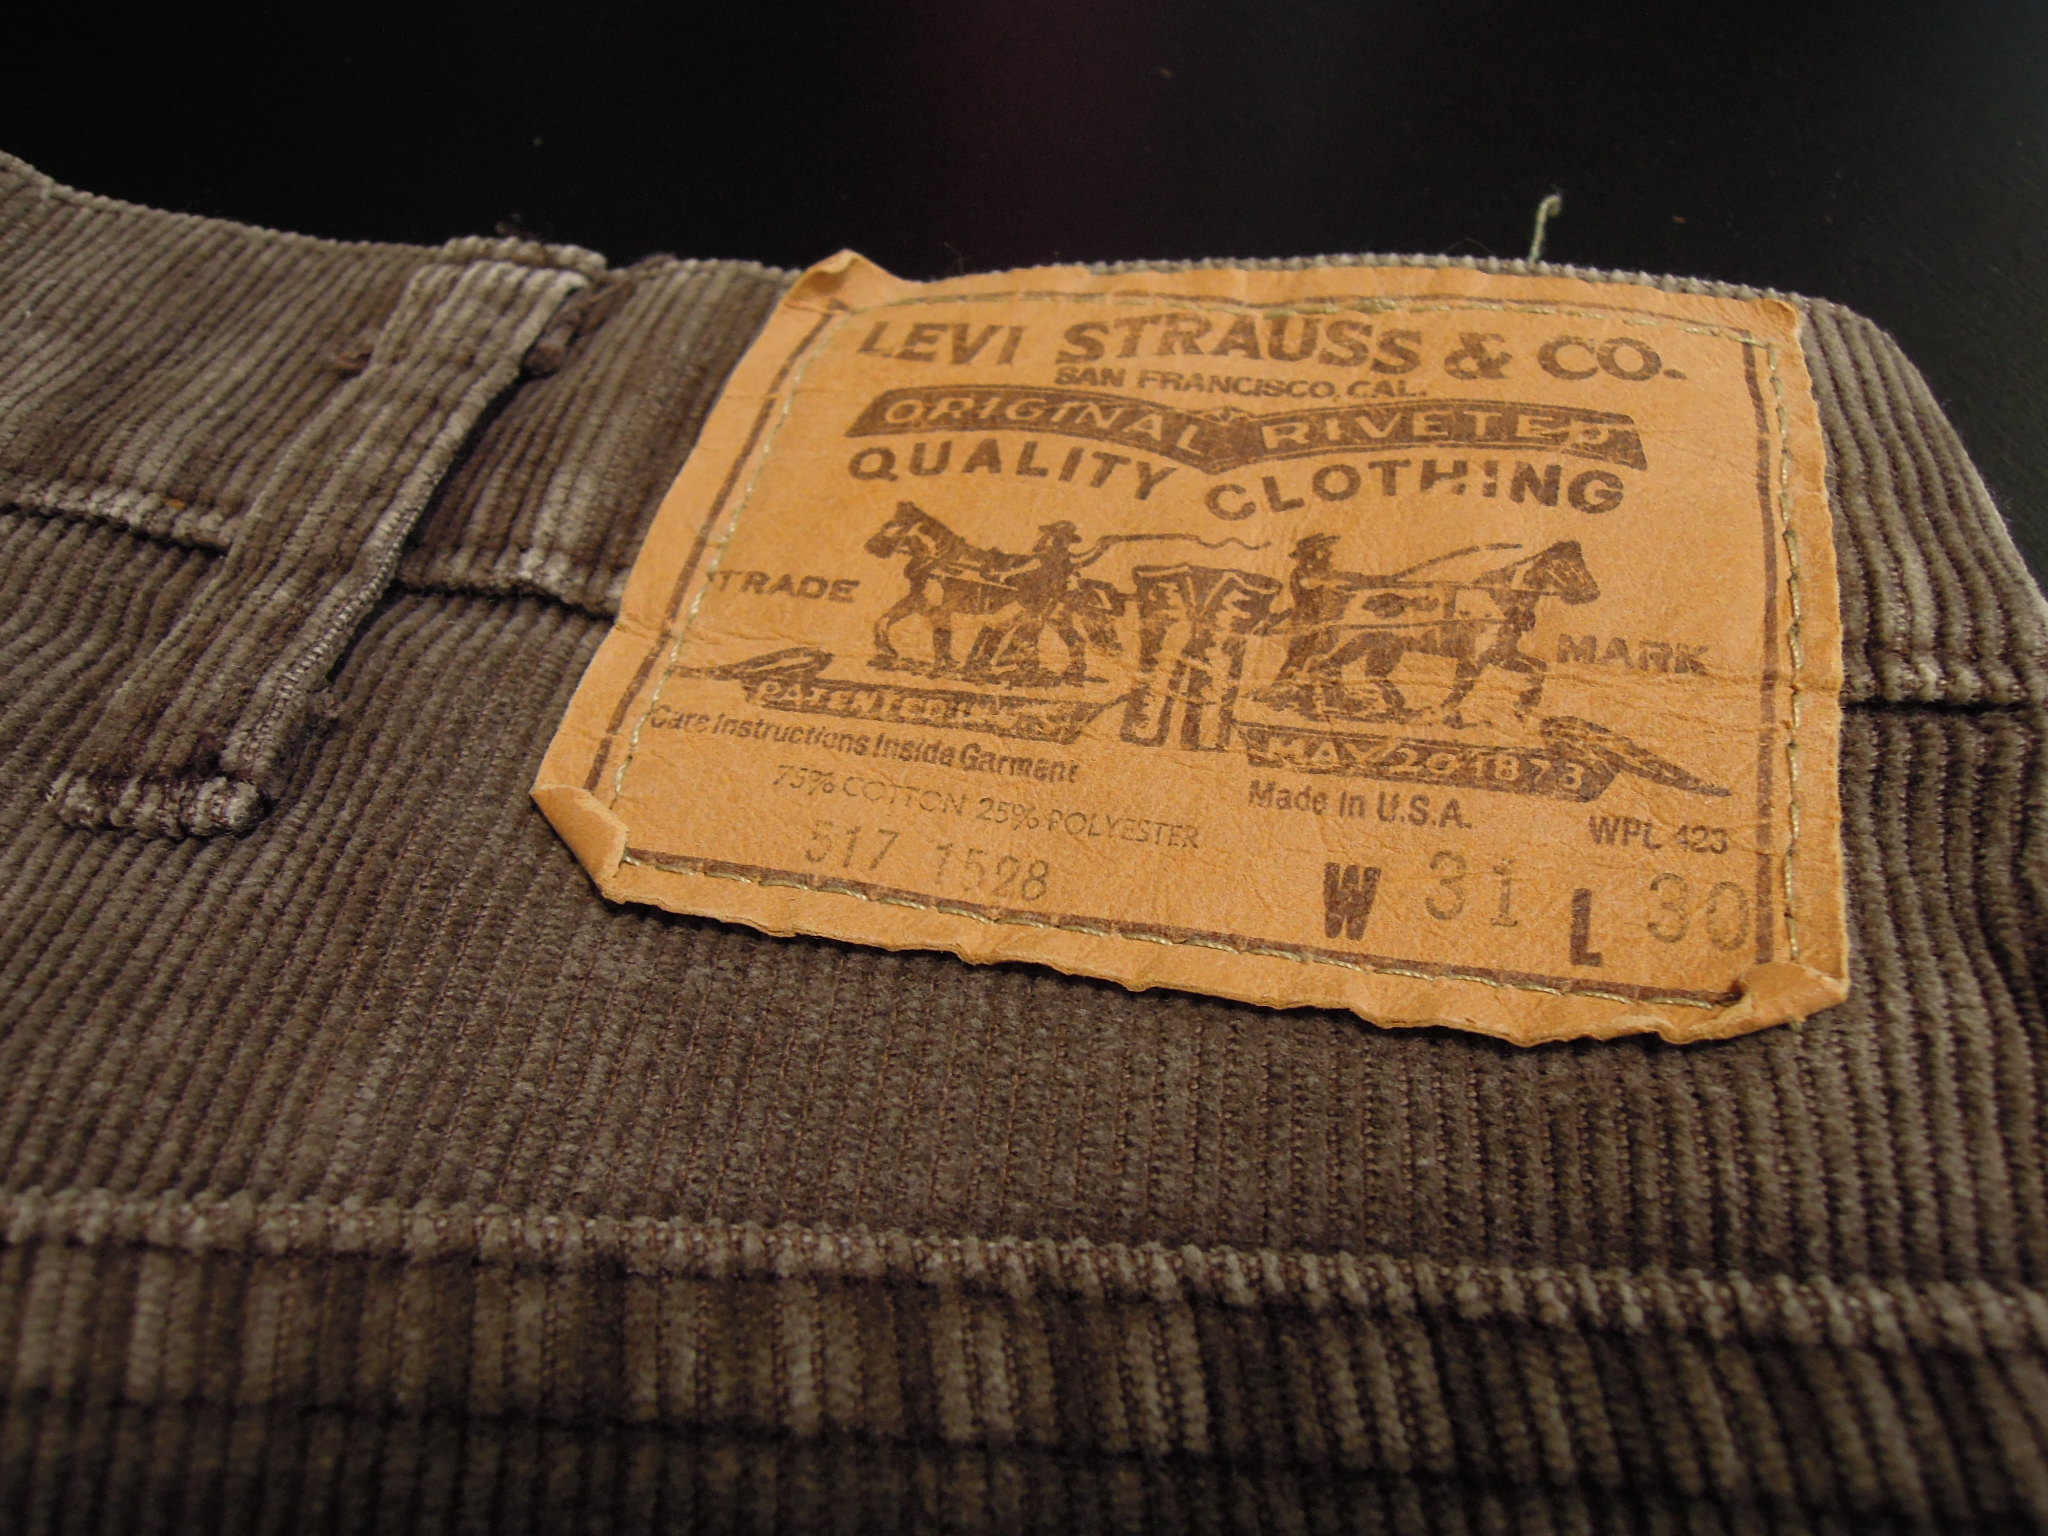 LEVI STRAUSS & CO.
SAN FRANCISCO, CAL.
ORIGINAL RIVETED
QUALITY CLOTHING
TRADE MARK
PATENTED
MAY 20 1873
Care Instructions Inside Garment
Made in U.S.A.
WPL 423
75% COTTON 25% POLYESTER
517 1528
W 31 L 30